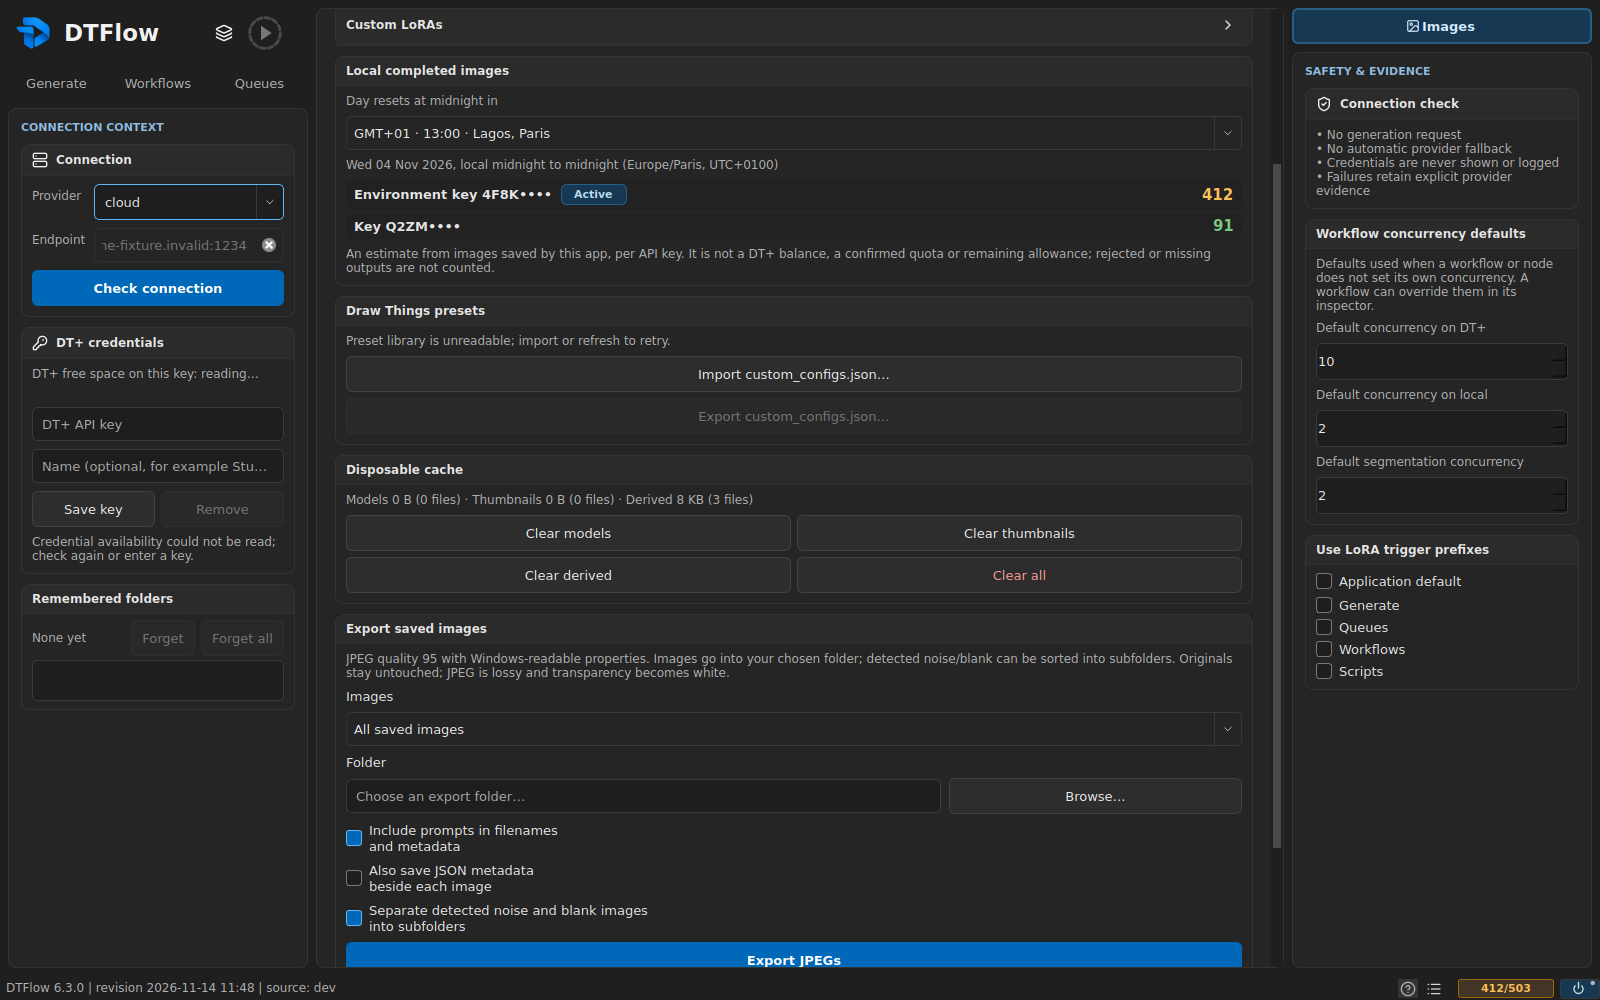 DTFlow
Generate
Workflows
Queues
CONNECTION CONTEXT
Connection
Provider
cloud
Endpoint
ne-fixture.invalid:1234
Check connection
DT+ credentials
DT+ free space on this key: reading...
DT+ API key
Name (optional, for example Stu...
Save key
Remove
Credential availability could not be read;
check again or enter a key.
Remembered folders
None yet
Forget
Forget all
Custom LoRAs
Local completed images
Day resets at midnight in
GMT+01 · 13:00 · Lagos, Paris
Wed 04 Nov 2026, local midnight to midnight (Europe/Paris, UTC+0100)
Environment key 4F8K••••
Active
412
Key Q2ZM••••
91
An estimate from images saved by this app, per API key. It is not a DT+ balance, a confirmed quota or remaining allowance; rejected or missing
outputs are not counted.
Draw Things presets
Preset library is unreadable; import or refresh to retry.
Import custom_configs.json...
Export custom_configs.json...
Disposable cache
Models 0 B (0 files) · Thumbnails 0 B (0 files) · Derived 8 KB (3 files)
Clear models
Clear thumbnails
Clear derived
Clear all
Export saved images
JPEG quality 95 with Windows-readable properties. Images go into your chosen folder; detected noise/blank can be sorted into subfolders. Originals
stay untouched; JPEG is lossy and transparency becomes white.
Images
All saved images
Folder
Choose an export folder...
Browse...
Include prompts in filenames
and metadata
Also save JSON metadata
beside each image
Separate detected noise and blank images
into subfolders
Export JPEGs
Images
SAFETY & EVIDENCE
Connection check
• No generation request
• No automatic provider fallback
• Credentials are never shown or logged
• Failures retain explicit provider
evidence
Workflow concurrency defaults
Defaults used when a workflow or node
does not set its own concurrency. A
workflow can override them in its
inspector.
Default concurrency on DT+
10
Default concurrency on local
2
Default segmentation concurrency
2
Use LoRA trigger prefixes
Application default
Generate
Queues
Workflows
Scripts
DTFlow 6.3.0 | revision 2026-11-14 11:48 | source: dev
412/503